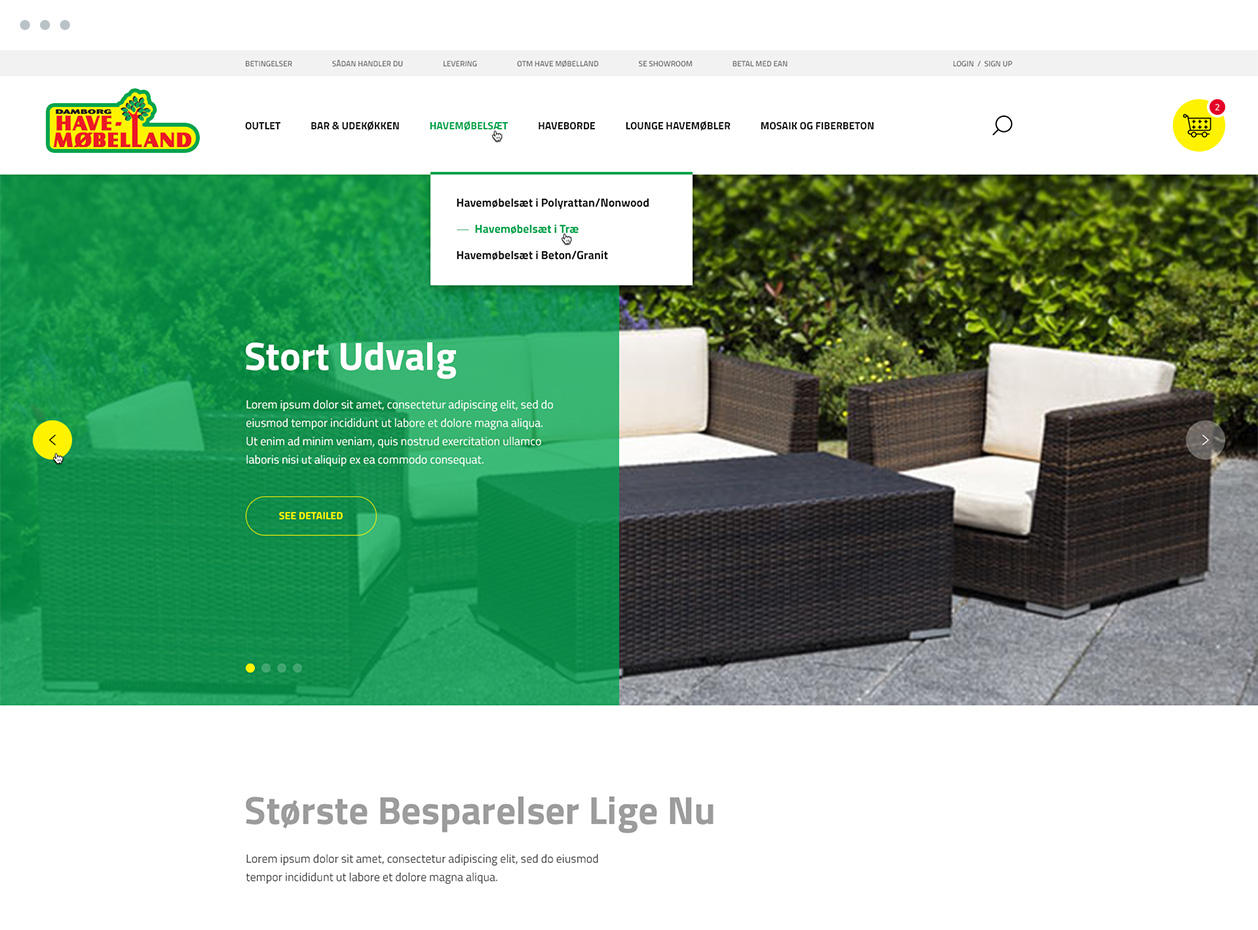 BETINGELSER
SÅDAN HANDLER DU
LEVERING
OTM HAVE MØBELLAND
SE SHOWROOM
BETAL MED EAN
LOGIN / SIGN UP
DAMBORG
HAVE-
MØBELLAND
OUTLET
BAR & UDEKØKKEN
HAVEMØBELSÆT
HAVEBORDE
LOUNGE HAVEMØBLER
MOSAIK OG FIBERBETON
2
Havemøbelsæt i Polyrattan/Nonwood
— Havemøbelsæt i Træ
Havemøbelsæt i Beton/Granit
Stort Udvalg
Lorem ipsum dolor sit amet, consectetur adipiscing elit, sed do
eiusmod tempor incididunt ut labore et dolore magna aliqua.
Ut enim ad minim veniam, quis nostrud exercitation ullamco
laboris nisi ut aliquip ex ea commodo consequat.
SEE DETAILED
Største Besparelser Lige Nu
Lorem ipsum dolor sit amet, consectetur adipiscing elit, sed do eiusmod
tempor incididunt ut labore et dolore magna aliqua.